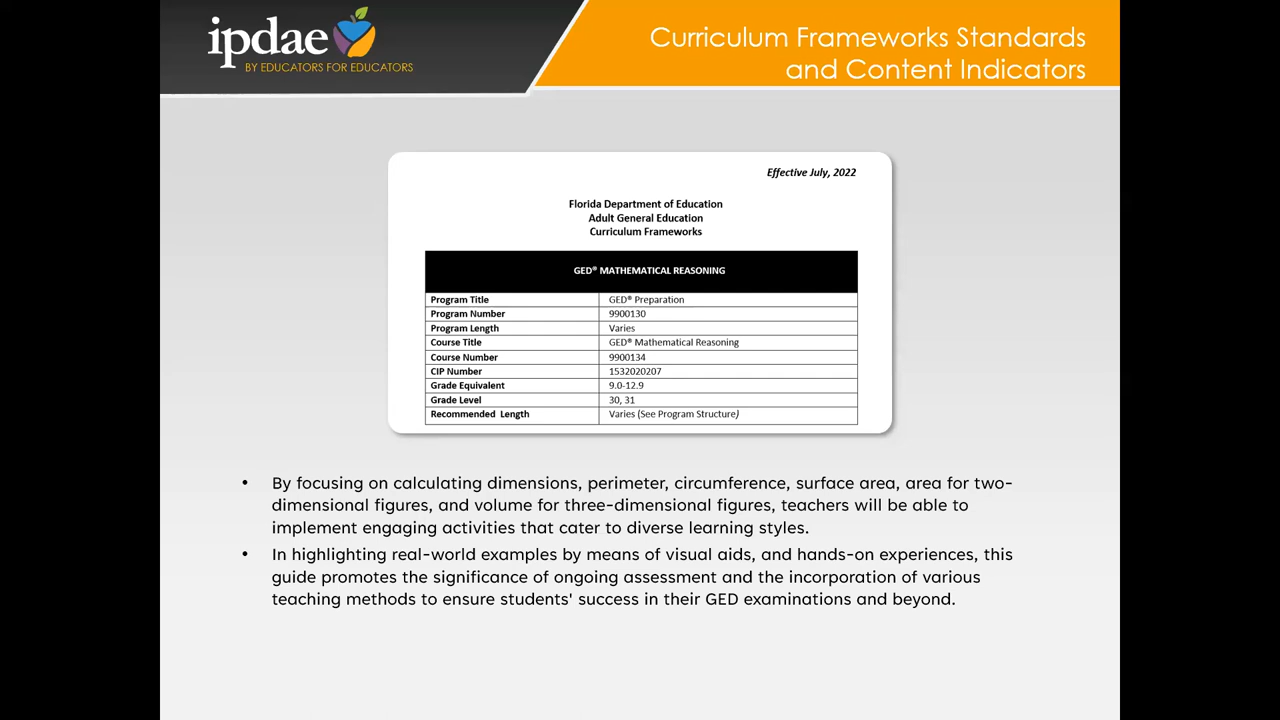 ipdae
BY EDUCATORS FOR EDUCATORS
Curriculum Frameworks Standards
and Content Indicators
Effective July, 2022
Florida Department of Education
Adult General Education
Curriculum Frameworks
GED® MATHEMATICAL REASONING
Program Title GED® Preparation
Program Number 9900130
Program Length Varies
Course Title GED® Mathematical Reasoning
Course Number 9900134
CIP Number 1532020207
Grade Equivalent 9.0-12.9
Grade Level 30, 31
Recommended Length Varies (See Program Structure)
• By focusing on calculating dimensions, perimeter, circumference, surface area, area for two-
dimensional figures, and volume for three-dimensional figures, teachers will be able to
implement engaging activities that cater to diverse learning styles.
• In highlighting real-world examples by means of visual aids, and hands-on experiences, this
guide promotes the significance of ongoing assessment and the incorporation of various
teaching methods to ensure students' success in their GED examinations and beyond.